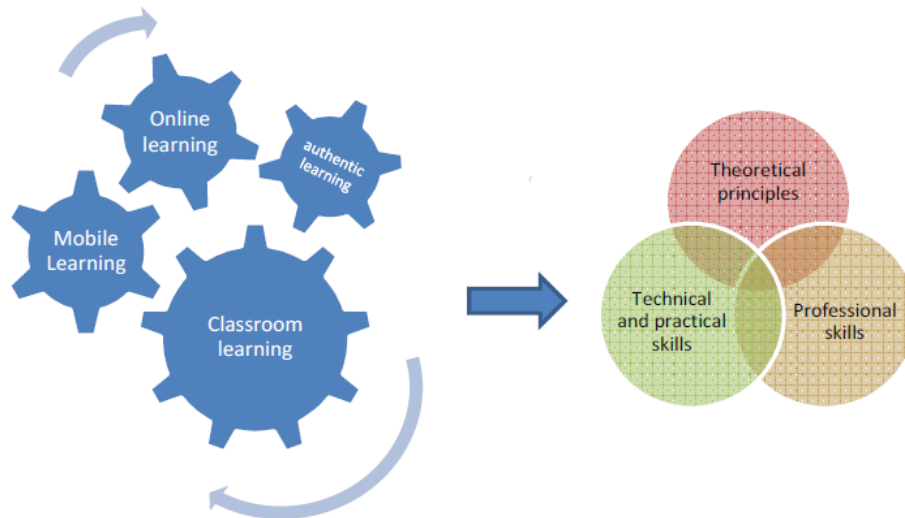 Online
learning
authentic
learning
Mobile
Learning
Classroom
learning
Theoretical
principles
Technical
and practical
skills
Professional
skills